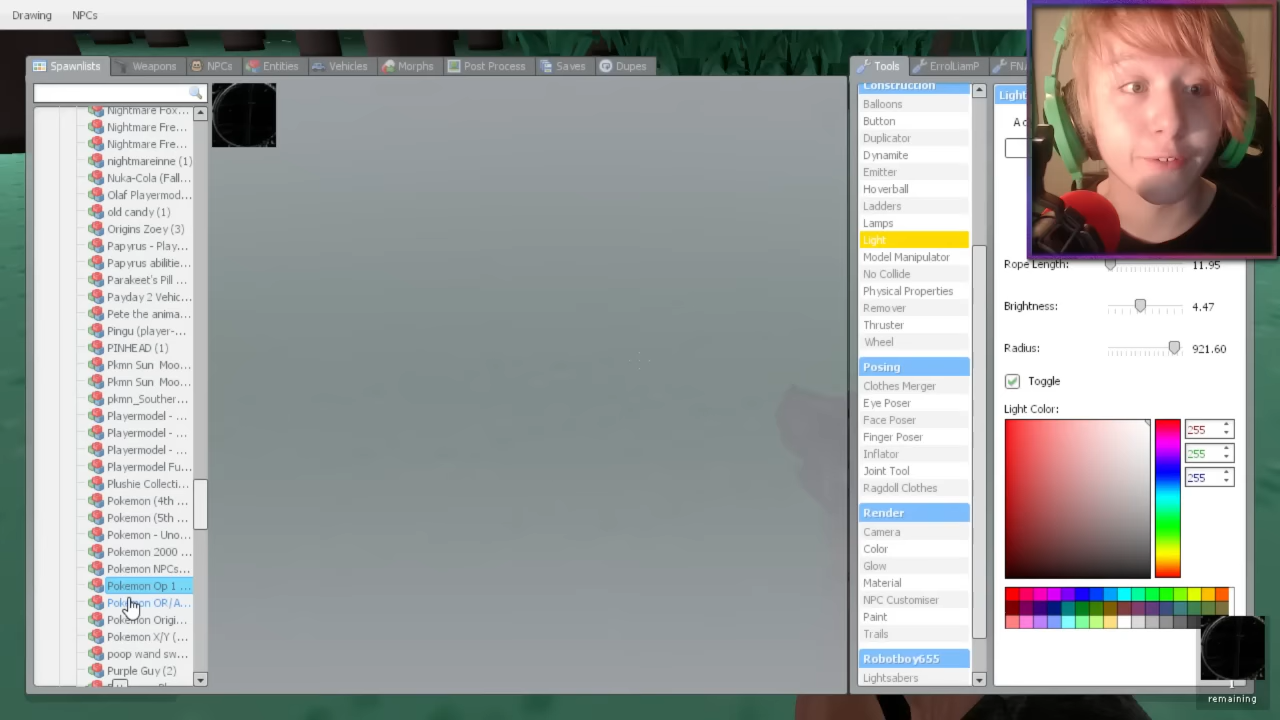 Drawing NPCs
Spawnlists Weapons NPCs Entities Vehicles Morphs Post Process Saves Dupes
Tools ErrolLiamP
Nightmare Fox...
Nightmare Fre...
Nightmare Fre...
nightmareinne (1)
Nuka-Cola (Fall...
Olaf Playermod...
old candy (1)
Origins Zoey (3)
Papyrus - Play...
Papyrus abilitie...
Parakeet's Pill ...
Payday 2 Vehic...
Pete the anima...
Pingu (player-...
PINHEAD (1)
Pkmn Sun Moo...
Pkmn Sun Moo...
pkmn_Souther...
Playermodel - ...
Playermodel - ...
Playermodel - ...
Playermodel Fu...
Plushie Collecti...
Pokemon (4th ...
Pokemon (5th ...
Pokemon - Uno...
Pokemon 2000 ...
Pokemon NPCs...
Pokemon Op 1 ...
Pokemon OR/A...
Pokemon Origi...
Pokemon X/Y (...
poop wand sw...
Purple Guy (2)
Construction
Balloons
Button
Duplicator
Dynamite
Emitter
Hoverball
Ladders
Lamps
Light
Model Manipulator
No Collide
Physical Properties
Remover
Thruster
Wheel
Posing
Clothes Merger
Eye Poser
Face Poser
Finger Poser
Inflator
Joint Tool
Ragdoll Clothes
Render
Camera
Color
Glow
Material
NPC Customiser
Paint
Trails
Robotboy655
Lightsabers
Light
Rope Length: 11.95
Brightness: 4.47
Radius: 921.60
Toggle
Light Color:
255
255
255
1
remaining